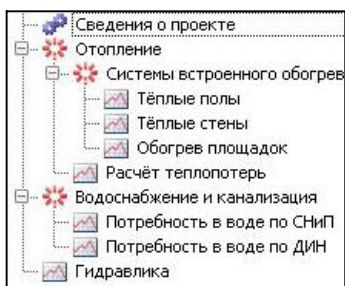 Сведения о проекте
Отопление
Системы встроенного обогрев
Тёплые полы
Тёплые стены
Обогрев площадок
Расчёт теплопотерь
Водоснабжение и канализация
Потребность в воде по СНиП
Потребность в воде по ДИН
Гидравлика